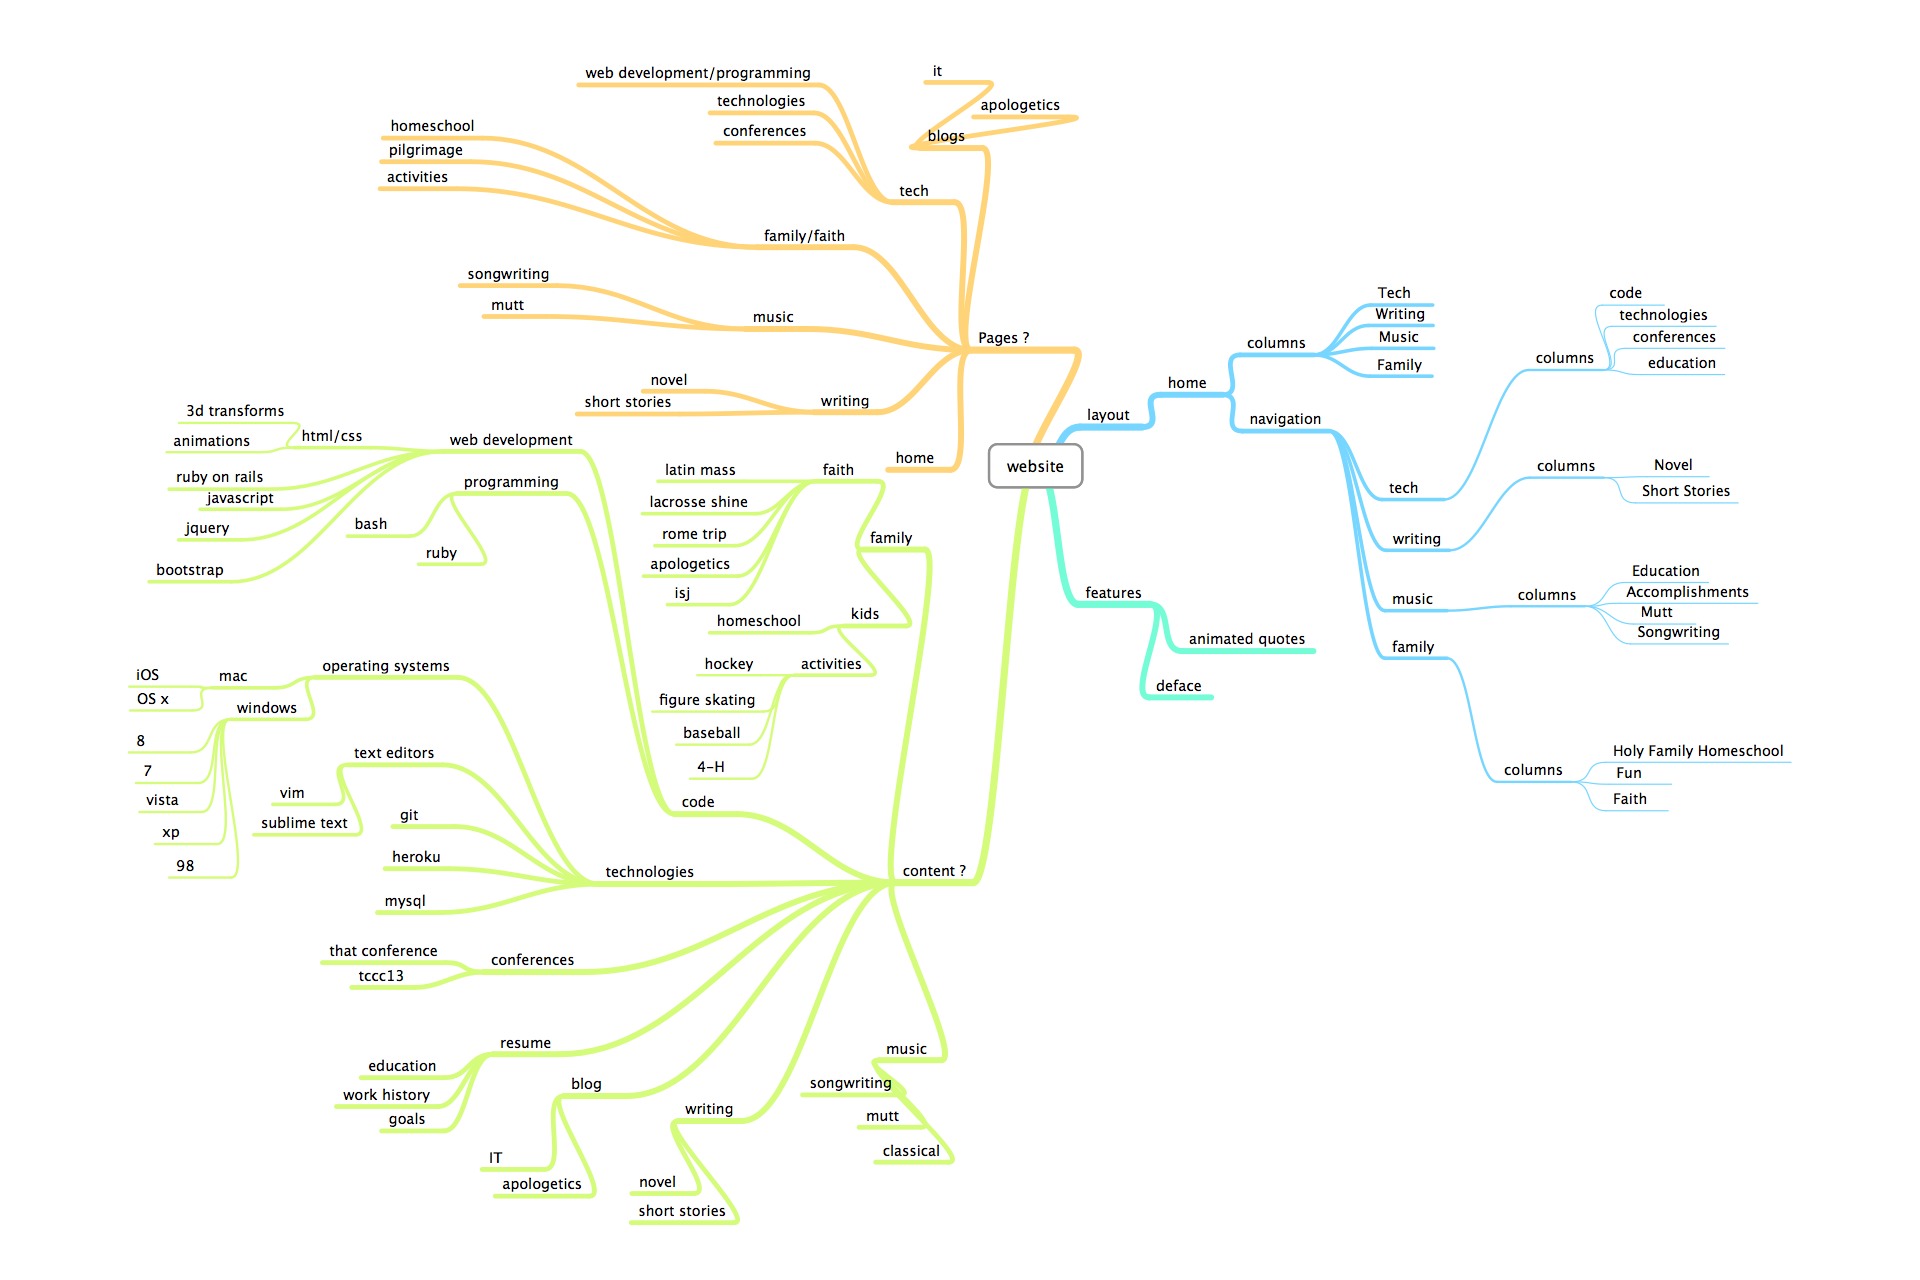 website
Pages ?
blogs
it
apologetics
tech
web development/programming
technologies
conferences
family/faith
homeschool
pilgrimage
activities
music
songwriting
mutt
writing
novel
short stories
home
layout
home
columns
Tech
Writing
Music
Family
navigation
tech
columns
code
technologies
conferences
education
writing
columns
Novel
Short Stories
music
columns
Education
Accomplishments
Mutt
Songwriting
family
columns
Holy Family Homeschool
Fun
Faith
features
animated quotes
deface
content ?
family
faith
latin mass
lacrosse shine
rome trip
apologetics
isj
kids
homeschool
activities
hockey
figure skating
baseball
4-H
code
web development
html/css
3d transforms
animations
ruby on rails
javascript
jquery
bootstrap
programming
bash
ruby
technologies
operating systems
mac
iOS
OS x
windows
8
7
vista
xp
98
text editors
vim
sublime text
git
heroku
mysql
conferences
that conference
tccc13
resume
education
work history
goals
blog
IT
apologetics
writing
novel
short stories
music
songwriting
mutt
classical